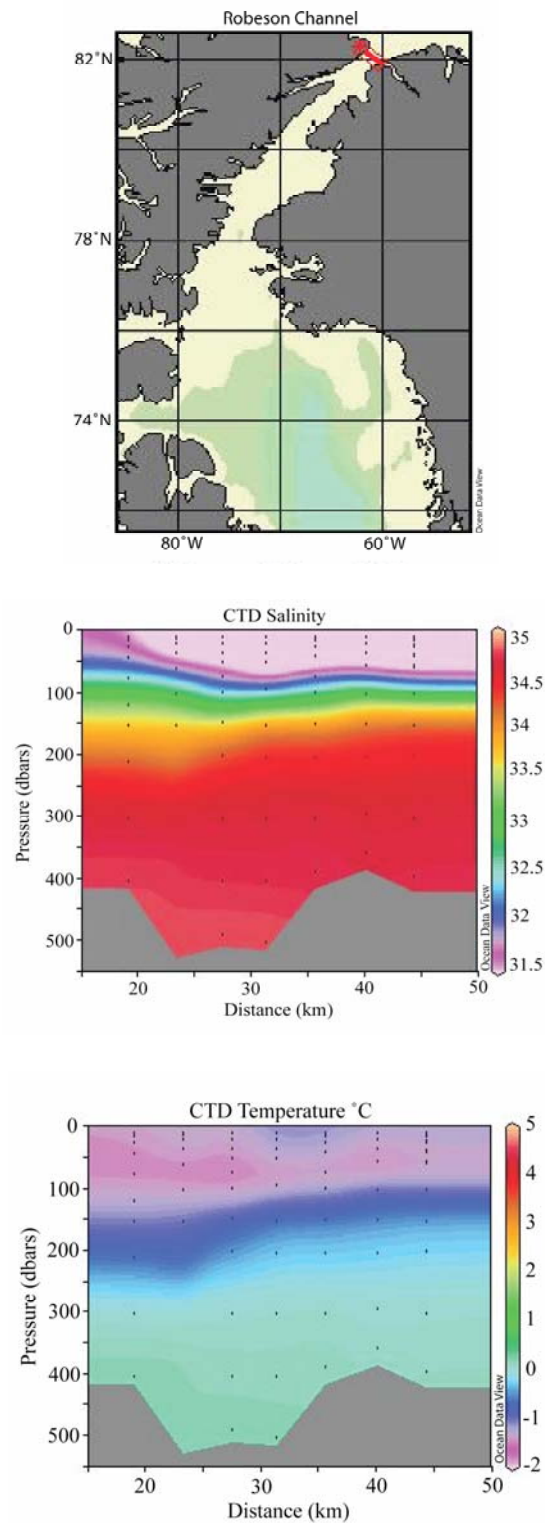 Robeson Channel
82°N
78°N
74°N
80°W
60°W
Ocean Data View
CTD Salinity
0
100
200
300
400
500
Pressure (dbars)
20
30
40
50
Distance (km)
35
34.5
34
33.5
33
32.5
32
31.5
Ocean Data View
CTD Temperature ˚C
0
100
200
300
400
500
Pressure (dbars)
20
30
40
50
Distance (km)
5
4
3
2
1
0
-1
-2
Ocean Data View